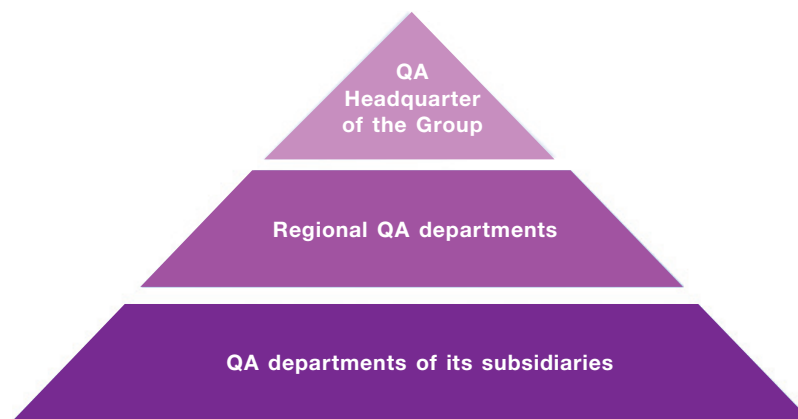 QA
Headquarter
of the Group
Regional QA departments
QA departments of its subsidiaries